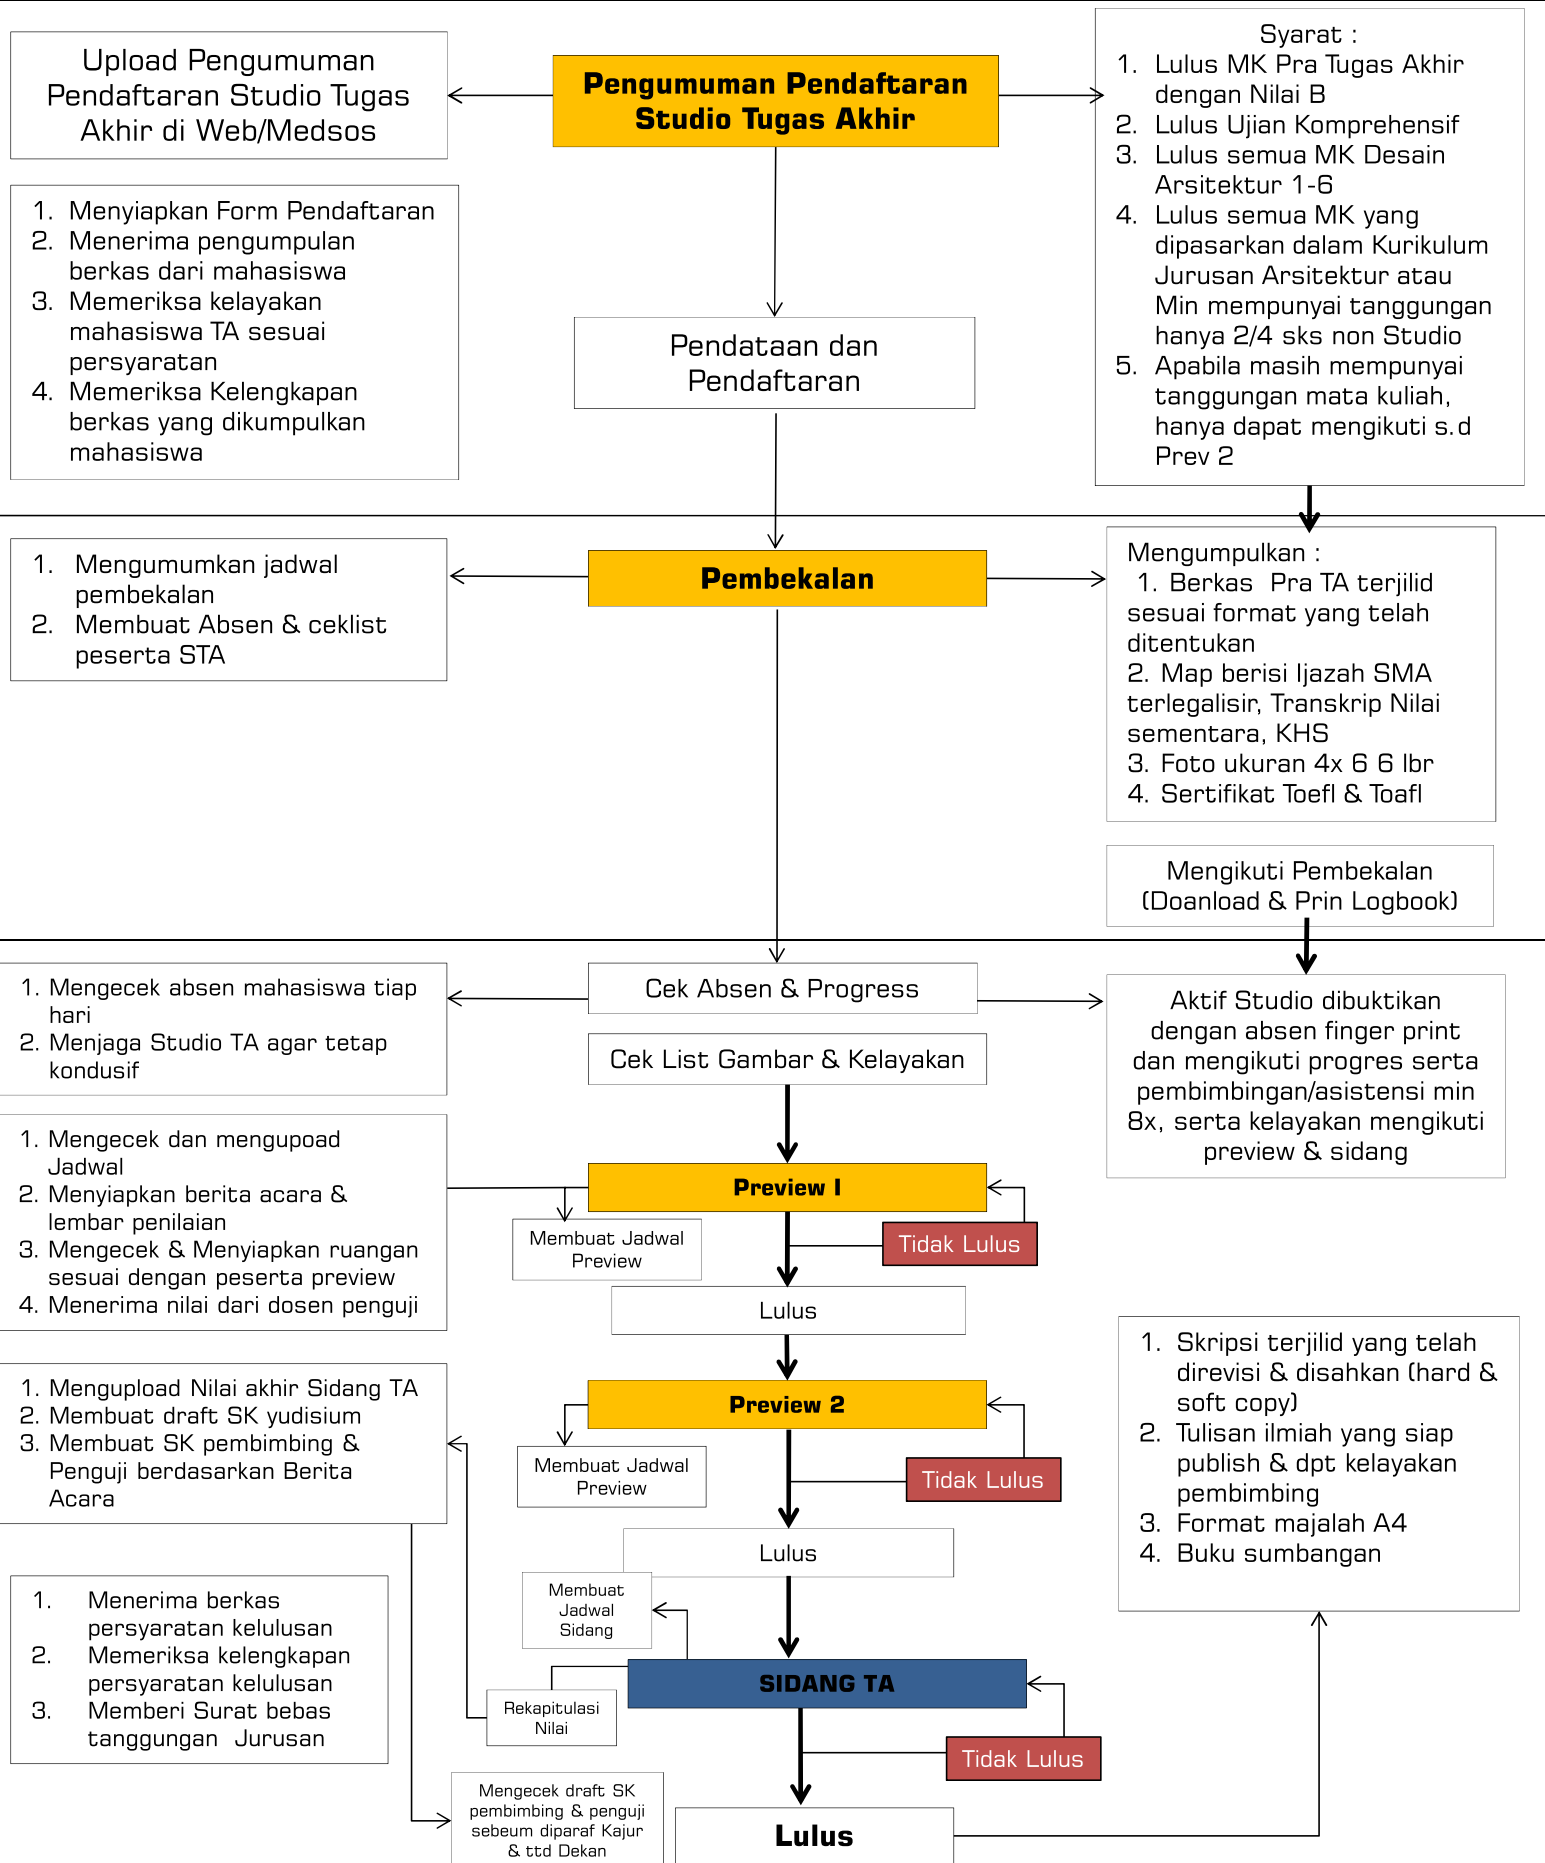 Upload Pengumuman
Pendaftaran Studio Tugas
Akhir di Web/Medsos
Pengumuman Pendaftaran
Studio Tugas Akhir
Syarat :
1. Lulus MK Pra Tugas Akhir
dengan Nilai B
2. Lulus Ujian Komprehensif
3. Lulus semua MK Desain
Arsitektur 1-6
4. Lulus semua MK yang
dipasarkan dalam Kurikulum
Jurusan Arsitektur atau
Min mempunyai tanggungan
hanya 2/4 sks non Studio
5. Apabila masih mempunyai
tanggungan mata kuliah,
hanya dapat mengikuti s.d
Prev 2
1. Menyiapkan Form Pendaftaran
2. Menerima pengumpulan
berkas dari mahasiswa
3. Memeriksa kelayakan
mahasiswa TA sesuai
persyaratan
4. Memeriksa Kelengkapan
berkas yang dikumpulkan
mahasiswa
Pendataan dan
Pendaftaran
1. Mengumumkan jadwal
pembekalan
2. Membuat Absen & ceklist
peserta STA
Pembekalan
Mengumpulkan :
1. Berkas Pra TA terjilid
sesuai format yang telah
ditentukan
2. Map berisi Ijazah SMA
terlegalisir, Transkrip Nilai
sementara, KHS
3. Foto ukuran 4x 6 6 lbr
4. Sertifikat Toefl & Toafl
Mengikuti Pembekalan
(Doanload & Prin Logbook)
1. Mengecek absen mahasiswa tiap
hari
2. Menjaga Studio TA agar tetap
kondusif
Cek Absen & Progress
Cek List Gambar & Kelayakan
Aktif Studio dibuktikan
dengan absen finger print
dan mengikuti progres serta
pembimbingan/asistensi min
8x, serta kelayakan mengikuti
preview & sidang
1. Mengecek dan mengupoad
Jadwal
2. Menyiapkan berita acara &
lembar penilaian
3. Mengecek & Menyiapkan ruangan
sesuai dengan peserta preview
4. Menerima nilai dari dosen penguji
Preview I
Membuat Jadwal
Preview
Tidak Lulus
Lulus
1. Mengupload Nilai akhir Sidang TA
2. Membuat draft SK yudisium
3. Membuat SK pembimbing &
Penguji berdasarkan Berita
Acara
Preview 2
Membuat Jadwal
Preview
Tidak Lulus
Lulus
1. Skripsi terjilid yang telah
direvisi & disahkan (hard &
soft copy)
2. Tulisan ilmiah yang siap
publish & dpt kelayakan
pembimbing
3. Format majalah A4
4. Buku sumbangan
1. Menerima berkas
persyaratan kelulusan
2. Memeriksa kelengkapan
persyaratan kelulusan
3. Memberi Surat bebas
tanggungan Jurusan
Membuat
Jadwal
Sidang
SIDANG TA
Rekapitulasi
Nilai
Tidak Lulus
Mengecek draft SK
pembimbing & penguji
sebeum diparaf Kajur
& ttd Dekan
Lulus